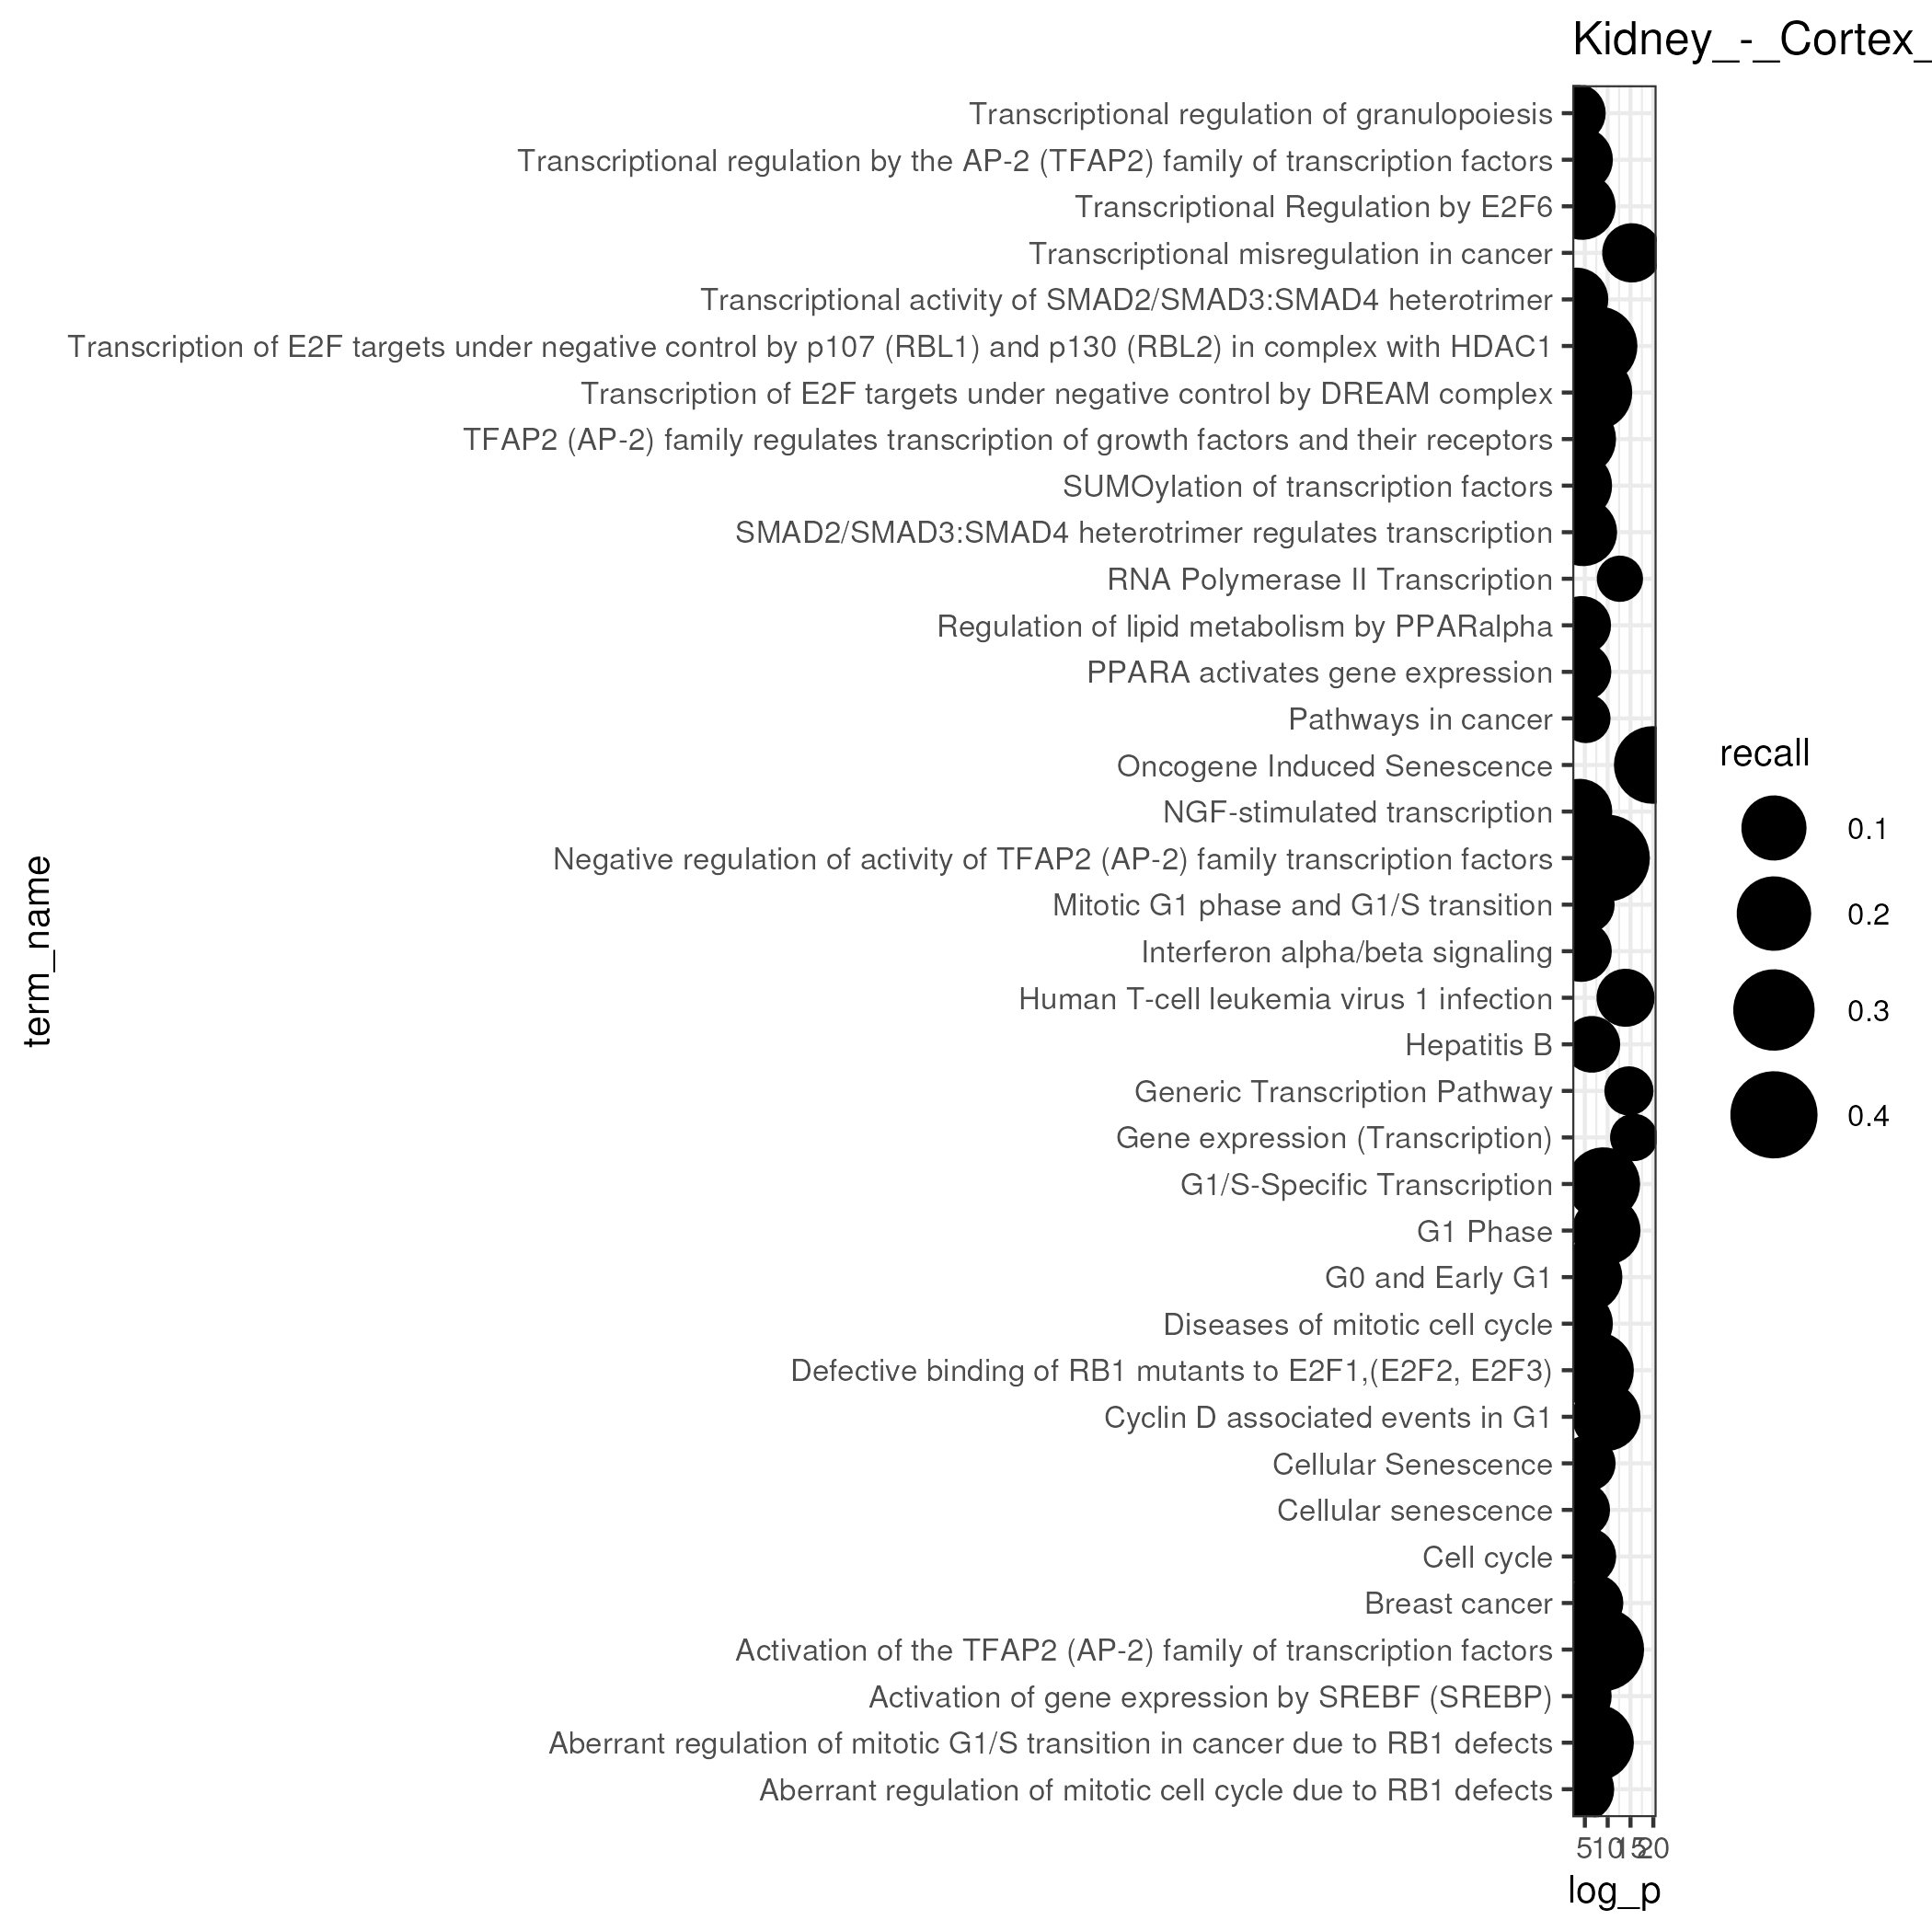 Kidney_-_Cortex_
Transcriptional regulation of granulopoiesis
Transcriptional regulation by the AP-2 (TFAP2) family of transcription factors
Transcriptional Regulation by E2F6
Transcriptional misregulation in cancer
Transcriptional activity of SMAD2/SMAD3:SMAD4 heterotrimer
Transcription of E2F targets under negative control by p107 (RBL1) and p130 (RBL2) in complex with HDAC1
Transcription of E2F targets under negative control by DREAM complex
TFAP2 (AP-2) family regulates transcription of growth factors and their receptors
SUMOylation of transcription factors
SMAD2/SMAD3:SMAD4 heterotrimer regulates transcription
RNA Polymerase II Transcription
Regulation of lipid metabolism by PPARalpha
PPARA activates gene expression
Pathways in cancer
Oncogene Induced Senescence
NGF-stimulated transcription
Negative regulation of activity of TFAP2 (AP-2) family transcription factors
Mitotic G1 phase and G1/S transition
Interferon alpha/beta signaling
Human T-cell leukemia virus 1 infection
Hepatitis B
Generic Transcription Pathway
Gene expression (Transcription)
G1/S-Specific Transcription
G1 Phase
G0 and Early G1
Diseases of mitotic cell cycle
Defective binding of RB1 mutants to E2F1,(E2F2, E2F3)
Cyclin D associated events in G1
Cellular Senescence
Cellular senescence
Cell cycle
Breast cancer
Activation of the TFAP2 (AP-2) family of transcription factors
Activation of gene expression by SREBF (SREBP)
Aberrant regulation of mitotic G1/S transition in cancer due to RB1 defects
Aberrant regulation of mitotic cell cycle due to RB1 defects
term_name
5 10 15 20
log_p
recall
0.1
0.2
0.3
0.4